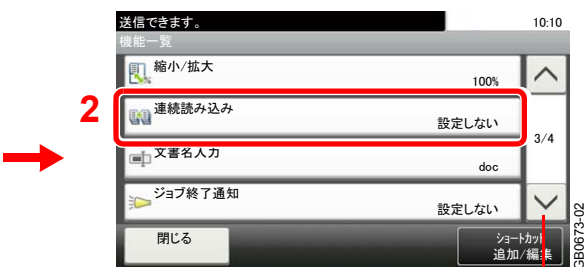 送信できます。
10:10
機能一覧
縮小/拡大
100%
2
連続読み込み
設定しない
3/4
文書名入力
doc
ジョブ終了通知
設定しない
閉じる
ショートカット
追加/編集
GB0673-02